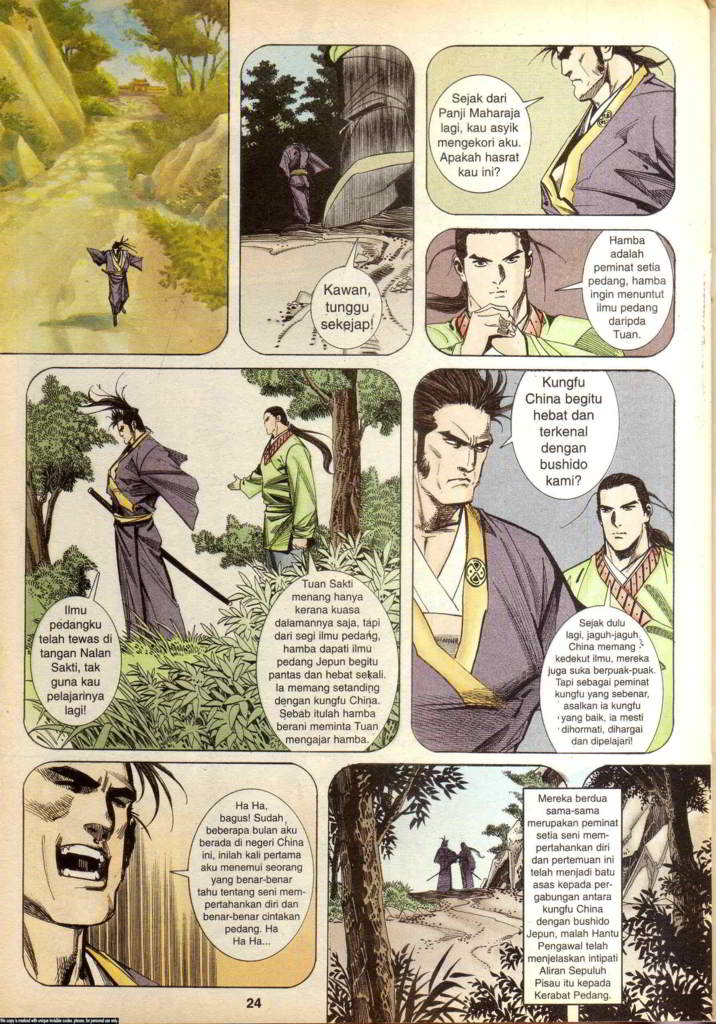 Kawan,
tunggu
sekejap!
Sejak dari
Panji Maharaja
lagi, kau asyik
mengekori aku.
Apakah hasrat
kau ini?
Hamba
adalah
peminat setia
pedang, hamba
ingin menuntut
ilmu pedang
daripda
Tuan.
Ilmu
pedangku
telah tewas di
tangan Nalan
Sakti, tak
guna kau
pelajarinya
lagi!
Tuan Sakti
menang hanya
kerana kuasa
dalamannya saja, tapi
dari segi ilmu pedang,
hamba dapati ilmu
pedang Jepun begitu
pantas dan hebat sekali.
Ia memang setanding
dengan kungfu China.
Sebab itulah hamba
berani meminta Tuan
mengajar hamba.
Kungfu
China begitu
hebat dan
terkenal
dengan
bushido
kami?
Sejak dulu
lagi, jaguh-jaguh
China memang
kedekut ilmu, mereka
juga suka berpuak-puak.
Tapi sebagai peminat
kungfu yang sebenar,
asalkan ia kungfu
yang baik, ia mesti
dihormati, dihargai
dan dipelajari!
Ha Ha,
bagus! Sudah
beberapa bulan aku
berada di negeri China
ini, inilah kali pertama
aku menemui seorang
yang benar-benar
tahu tentang seni mem-
pertahankan diri dan
benar-benar cintakan
pedang. Ha
Ha Ha...
Mereka berdua
sama-sama
merupakan peminat
setia seni mem-
pertahankan diri
dan pertemuan ini
telah menjadi batu
asas kepada per-
gabungan antara
kungfu China
dengan bushido
Jepun, malah Hantu
Pengawal telah
menjelaskan intipati
Aliran Sepuluh
Pisau itu kepada
Kerabat Pedang.
24